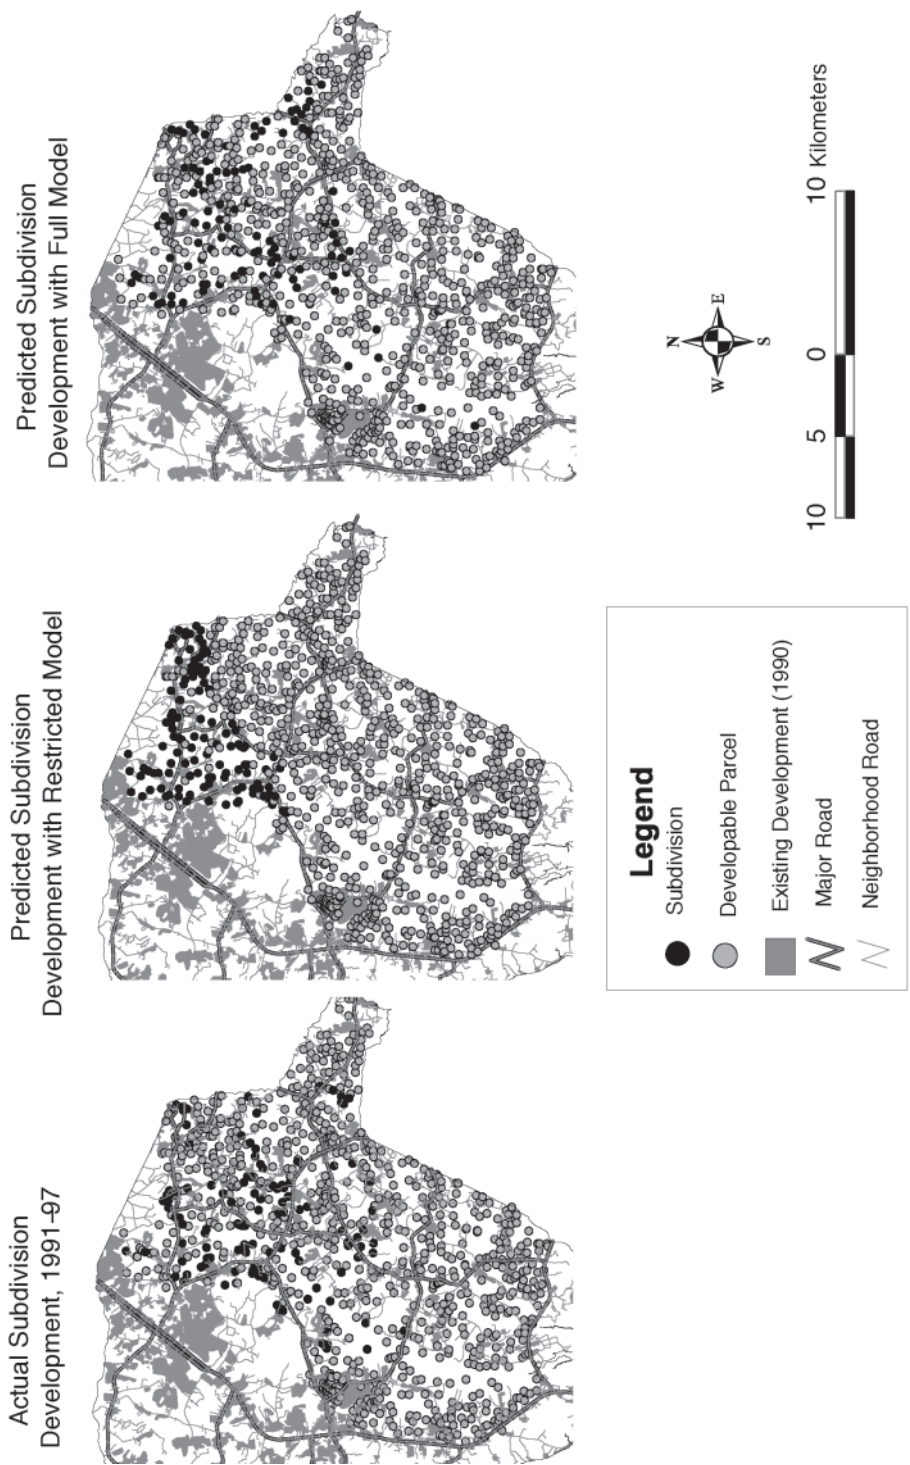 Actual Subdivision
Development, 1991–97
Predicted Subdivision
Development with Restricted Model
Predicted Subdivision
Development with Full Model
Legend
Subdivision
Developable Parcel
Existing Development (1990)
Major Road
Neighborhood Road
N
W
E
S
10
5
0
10 Kilometers